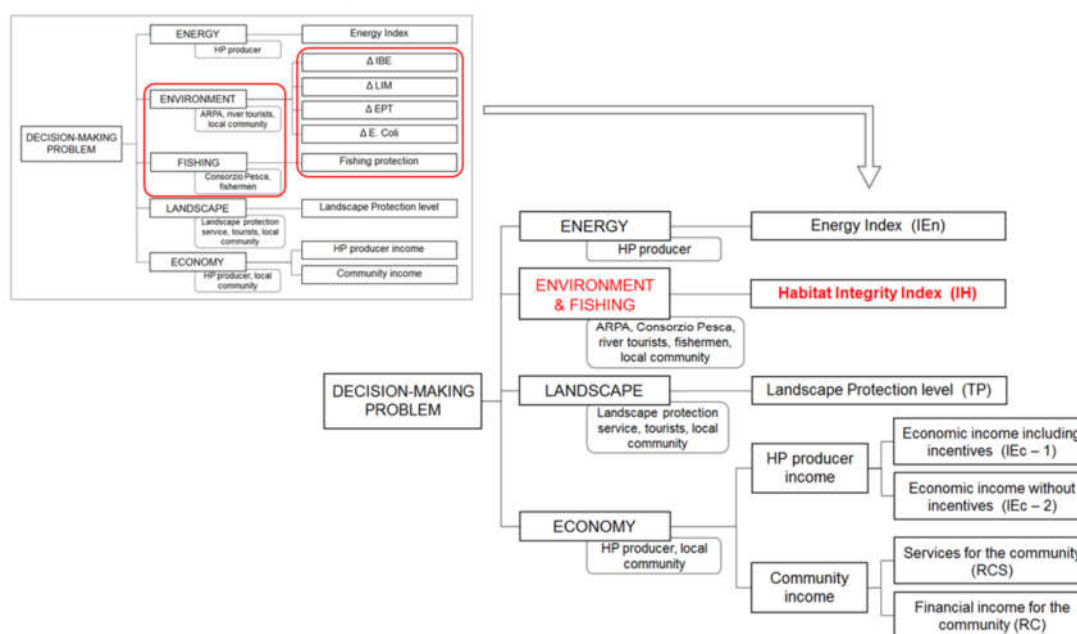 ENERGY
HP producer
Energy Index
ENVIRONMENT
ARPA, river tourists,
local community
Δ IBE
Δ LIM
Δ EPT
Δ E. Coli
DECISION-MAKING
PROBLEM
FISHING
Consorzio Pesca,
fishermen
Fishing protection
LANDSCAPE
Landscape protection
service, tourists, local
community
Landscape Protection level
ECONOMY
HP producer, local
community
HP producer income
Community income
DECISION-MAKING
PROBLEM
ENERGY
HP producer
Energy Index (IEn)
ENVIRONMENT
& FISHING
ARPA, Consorzio Pesca,
river tourists, fishermen,
local community
Habitat Integrity Index (IH)
LANDSCAPE
Landscape protection
service, tourists, local
community
Landscape Protection level (TP)
ECONOMY
HP producer, local
community
HP producer
income
Economic income including
incentives (IEc – 1)
Economic income without
incentives (IEc – 2)
Community
income
Services for the community
(RCS)
Financial income for the
community (RC)